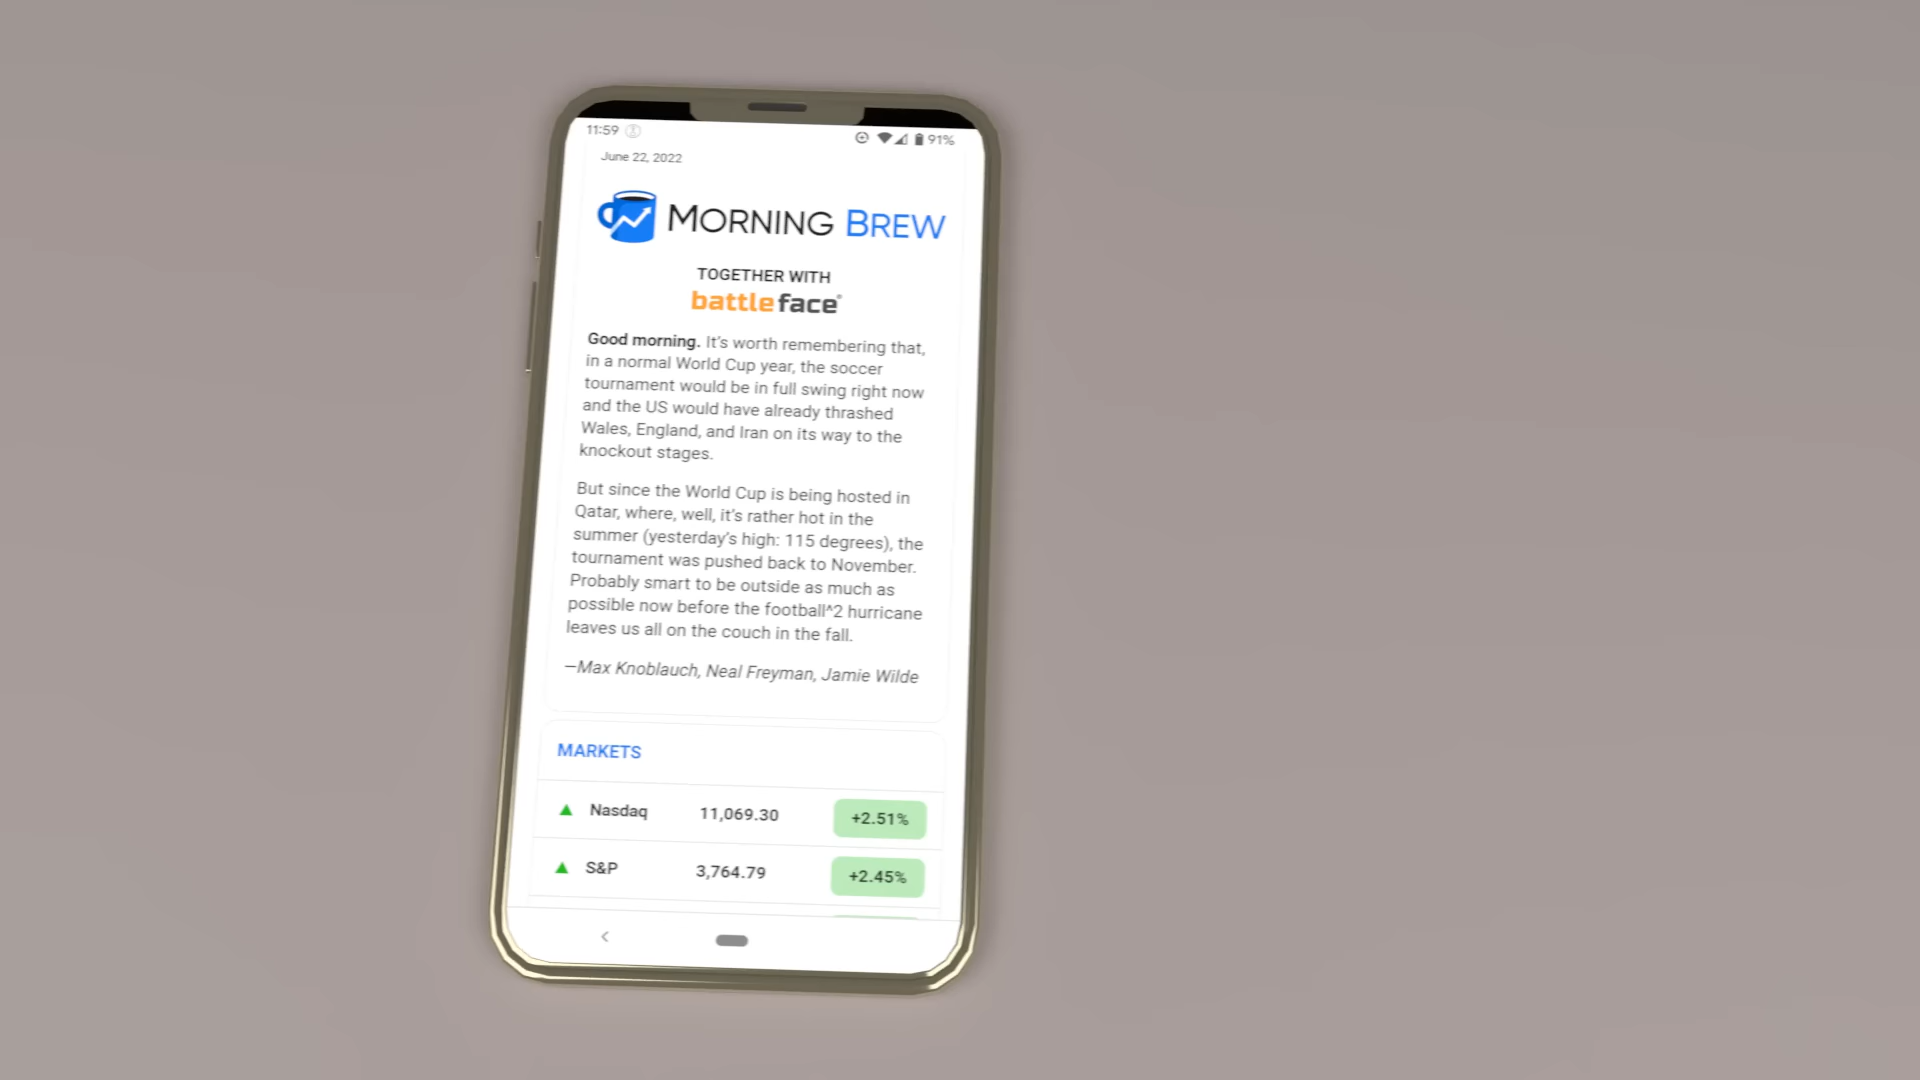 11:59
91%
June 22, 2022
MORNING BREW
TOGETHER WITH
battleface®
Good morning. It's worth remembering that,
in a normal World Cup year, the soccer
tournament would be in full swing right now
and the US would have already thrashed
Wales, England, and Iran on its way to the
knockout stages.
But since the World Cup is being hosted in
Qatar, where, well, it's rather hot in the
summer (yesterday's high: 115 degrees), the
tournament was pushed back to November.
Probably smart to be outside as much as
possible now before the football^2 hurricane
leaves us all on the couch in the fall.
—Max Knoblauch, Neal Freyman, Jamie Wilde
MARKETS
Nasdaq 11,069.30 +2.51%
S&P 3,764.79 +2.45%